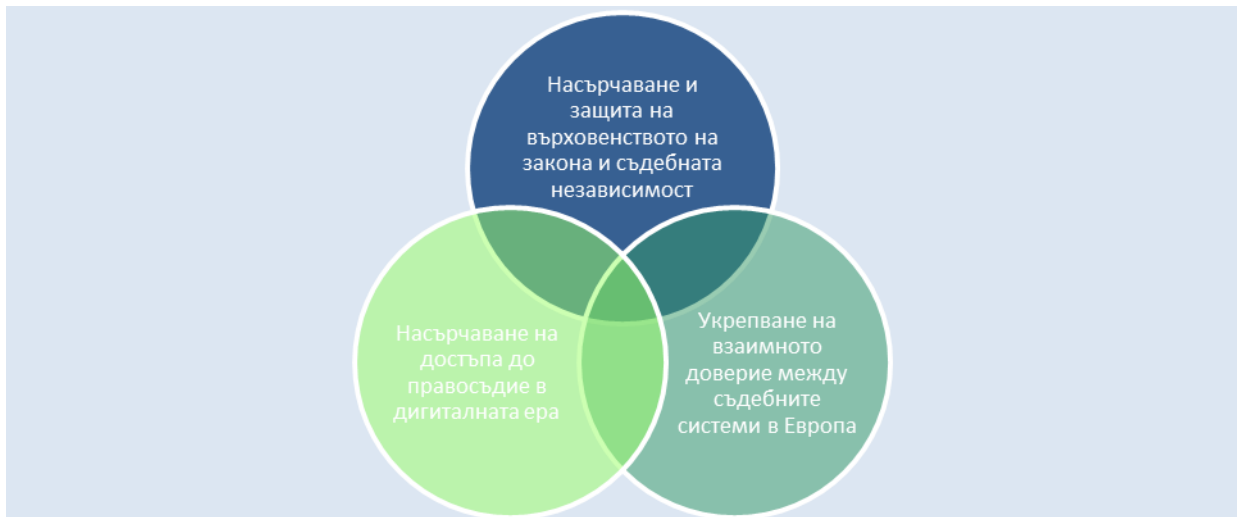 Насърчаване и
защита на
върховенството на
закона и съдебната
независимост
Насърчаване на
достъпа до
правосъдие в
дигиталната ера
Укрепване на
взаимното
доверие между
съдебните
системи в Европа